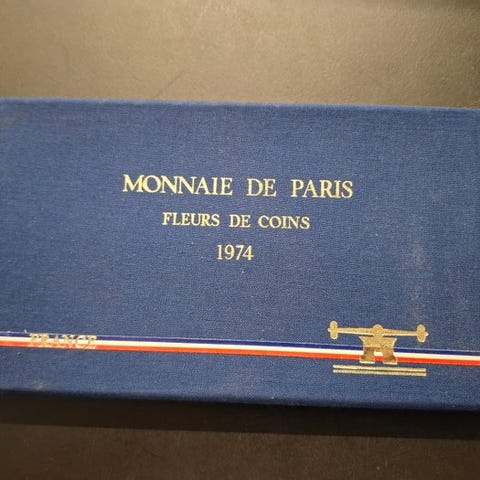 MONNAIE DE PARIS
FLEURS DE COINS
1974
FRANCE